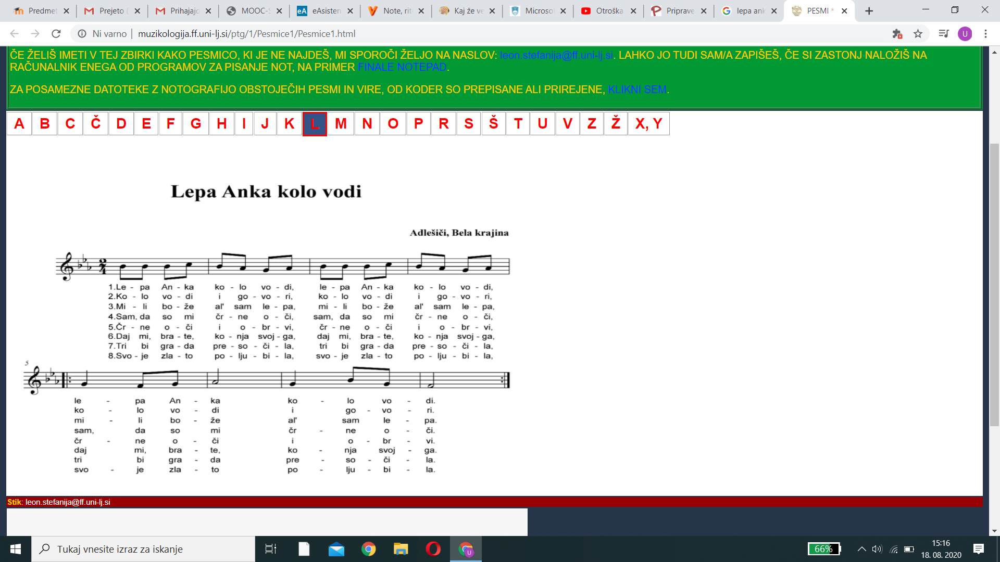 Predmet
Prejeto (
Prihajajo
MOOC-S
eAsisten
Note, rit
Kaj že ve
Microsof
Otroška
Priprave
lepa ank
PESMI *
Ni varno | muzikologija.ff.uni-lj.si/ptg/1/Pesmice1/Pesmice1.html
U
ČE ŽELIŠ IMETI V TEJ ZBIRKI KAKO PESMICO, KI JE NE NAJDEŠ, MI SPOROČI ŽELJO NA NASLOV: leon.stefanija@ff.uni-lj.si. LAHKO JO TUDI SAM/A ZAPIŠEŠ, ČE SI ZASTONJ NALOŽIŠ NA
RAČUNALNIK ENEGA OD PROGRAMOV ZA PISANJE NOT, NA PRIMER FINALE NOTEPAD.
ZA POSAMEZNE DATOTEKE Z NOTOGRAFIJO OBSTOJEČIH PESMI IN VIRE, OD KODER SO PREPISANE ALI PRIREJENE, KLIKNI SEM.
A B C Č D E F G H I J K L M N O P R S Š T U V Z Ž X, Y
Lepa Anka kolo vodi
Adlešiči, Bela krajina
2
4
1.Le - pa An - ka ko - lo vo - di, le - pa An - ka ko - lo vo - di,
2.Ko - lo vo - di i go - vo - ri, ko - lo vo - di i go - vo - ri,
3.Mi - li bo - že al' sam le - pa, mi - li bo - že al' sam le - pa,
4.Sam, da so mi čr - ne o - či, sam, da so mi čr - ne o - či,
5.Čr - ne o - či i o - br - vi, čr - ne o - či i o - br - vi,
6.Daj mi, bra - te, ko - nja svoj - ga, daj mi, bra - te, ko - nja svoj - ga,
7.Tri bi gra - da pre - so - či - la, tri bi gra - da pre - so - či - la,
8.Svo - je zla - to po - lju - bi - la, svo - je zla - to po - lju - bi - la,
5
le - pa An - ka ko - lo vo - di.
ko - lo vo - di i go - vo - ri.
mi - li bo - že al' sam le - pa.
sam, da so mi čr - ne o - či.
čr - ne o - či i o - br - vi.
daj mi, bra - te, ko - nja svoj - ga.
tri bi gra - da pre - so - či - la.
svo - je zla - to po - lju - bi - la.
Stik: leon.stefanija@ff.uni-lj.si
Tukaj vnesite izraz za iskanje
66%
15:16
18. 08. 2020